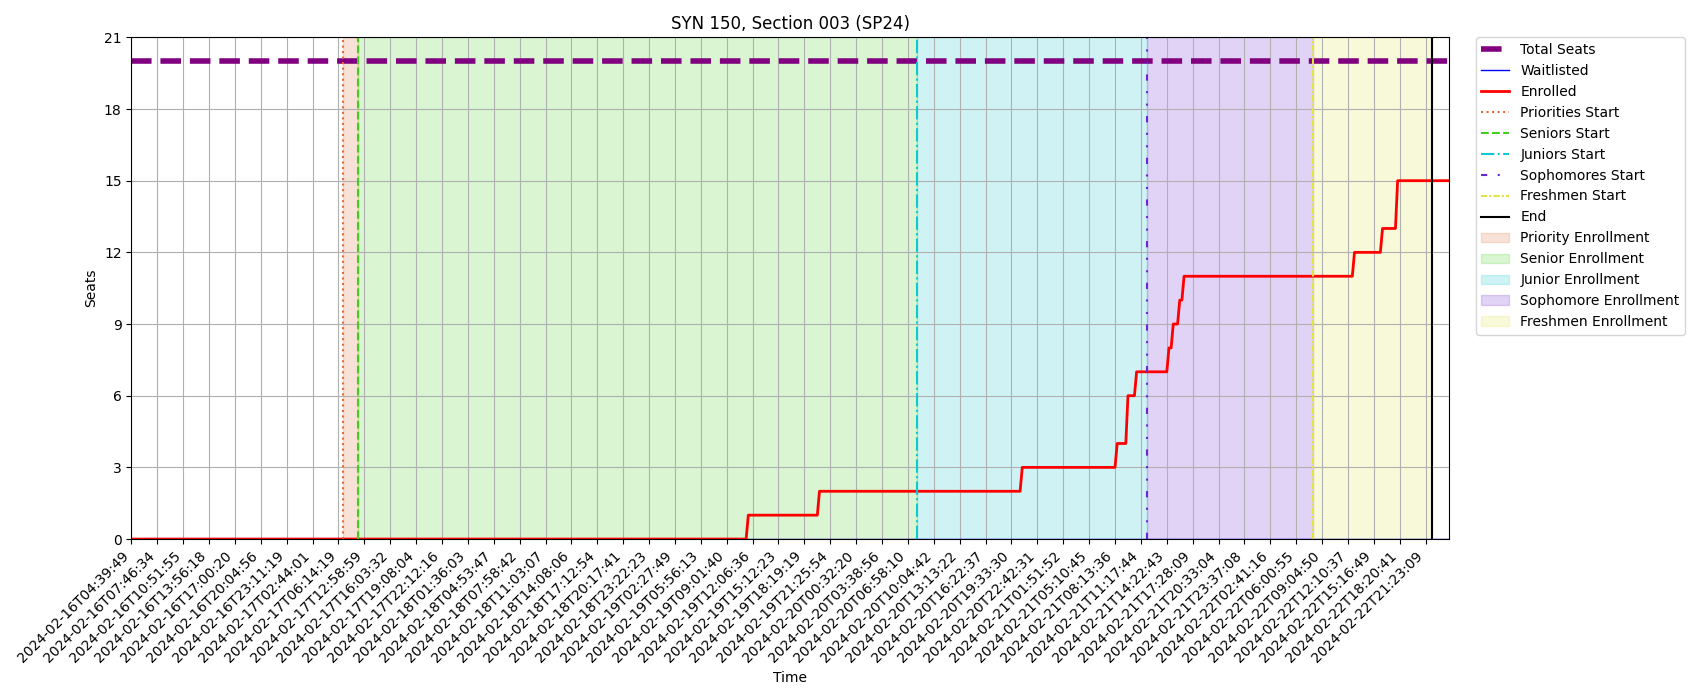 SYN 150, Section 003 (SP24)
21
18
15
12
9
6
3
0
Seats
2024-02-16T04:39:49
2024-02-16T07:46:34
2024-02-16T10:51:55
2024-02-16T13:56:18
2024-02-16T17:00:20
2024-02-16T20:04:56
2024-02-16T23:11:19
2024-02-17T02:44:01
2024-02-17T06:14:19
2024-02-17T12:58:59
2024-02-17T16:03:32
2024-02-17T19:08:04
2024-02-17T22:12:16
2024-02-18T01:36:03
2024-02-18T04:53:47
2024-02-18T07:58:42
2024-02-18T11:03:07
2024-02-18T14:08:06
2024-02-18T17:12:54
2024-02-18T20:17:41
2024-02-18T23:22:23
2024-02-19T02:27:49
2024-02-19T05:56:13
2024-02-19T09:01:40
2024-02-19T12:06:36
2024-02-19T15:12:23
2024-02-19T18:19:19
2024-02-19T21:25:54
2024-02-20T00:32:20
2024-02-20T03:38:56
2024-02-20T06:58:10
2024-02-20T10:04:42
2024-02-20T13:13:22
2024-02-20T16:22:37
2024-02-20T19:33:30
2024-02-20T22:42:31
2024-02-21T01:51:52
2024-02-21T05:10:45
2024-02-21T08:13:36
2024-02-21T11:17:44
2024-02-21T14:22:43
2024-02-21T17:28:09
2024-02-21T20:33:04
2024-02-21T23:37:08
2024-02-22T02:41:16
2024-02-22T06:00:55
2024-02-22T09:04:50
2024-02-22T12:10:37
2024-02-22T15:16:49
2024-02-22T18:20:41
2024-02-22T21:23:09
Time
Total Seats
Waitlisted
Enrolled
Priorities Start
Seniors Start
Juniors Start
Sophomores Start
Freshmen Start
End
Priority Enrollment
Senior Enrollment
Junior Enrollment
Sophomore Enrollment
Freshmen Enrollment